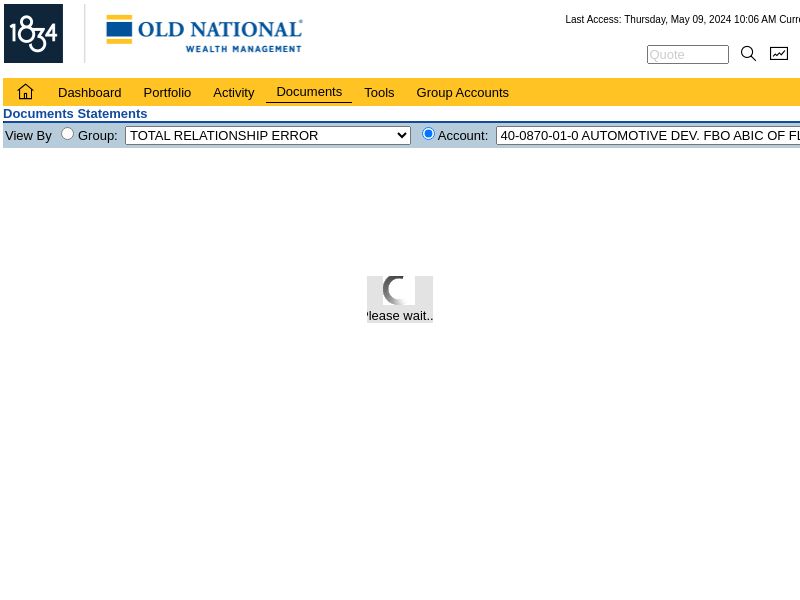 1834
OLD NATIONAL
WEALTH MANAGEMENT
Last Access: Thursday, May 09, 2024 10:06 AM Curre
Quote
Dashboard Portfolio Activity Documents Tools Group Accounts
Documents Statements
View By Group: TOTAL RELATIONSHIP ERROR Account: 40-0870-01-0 AUTOMOTIVE DEV. FBO ABIC OF FL
Please wait..